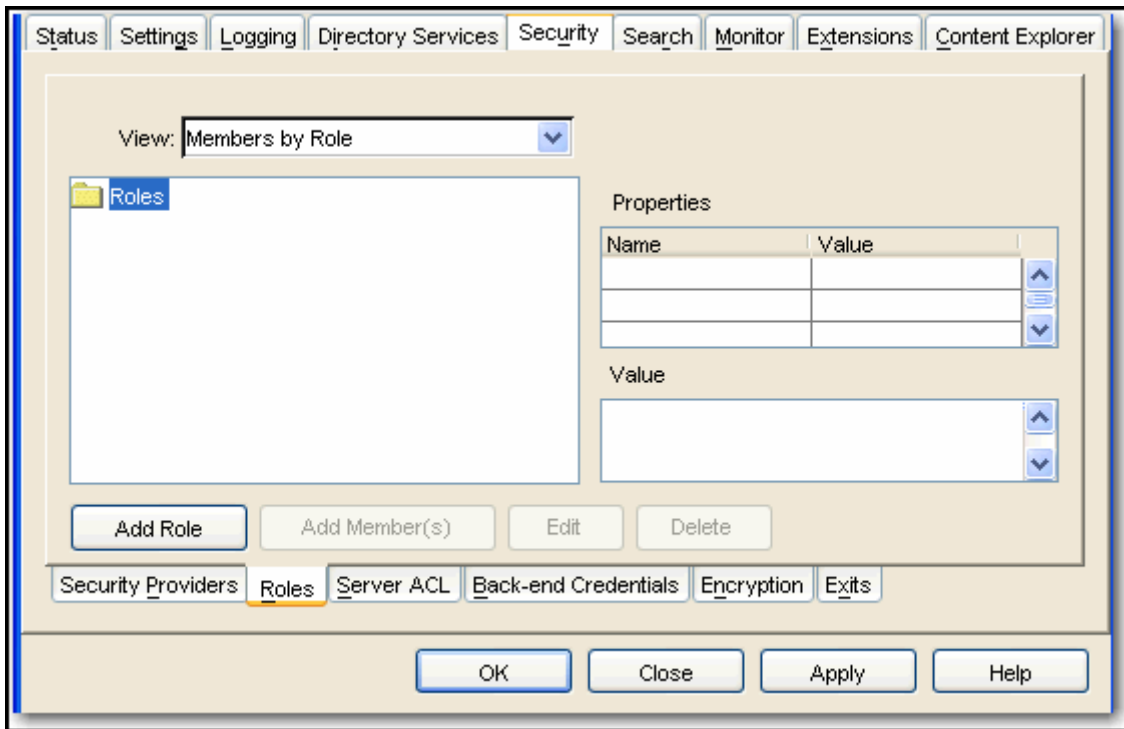 Status Settings Logging Directory Services Security Search Monitor Extensions Content Explorer
View: Members by Role
Roles
Properties
Name Value
Value
Add Role Add Member(s) Edit Delete
Security Providers Roles Server ACL Back-end Credentials Encryption Exits
OK Close Apply Help